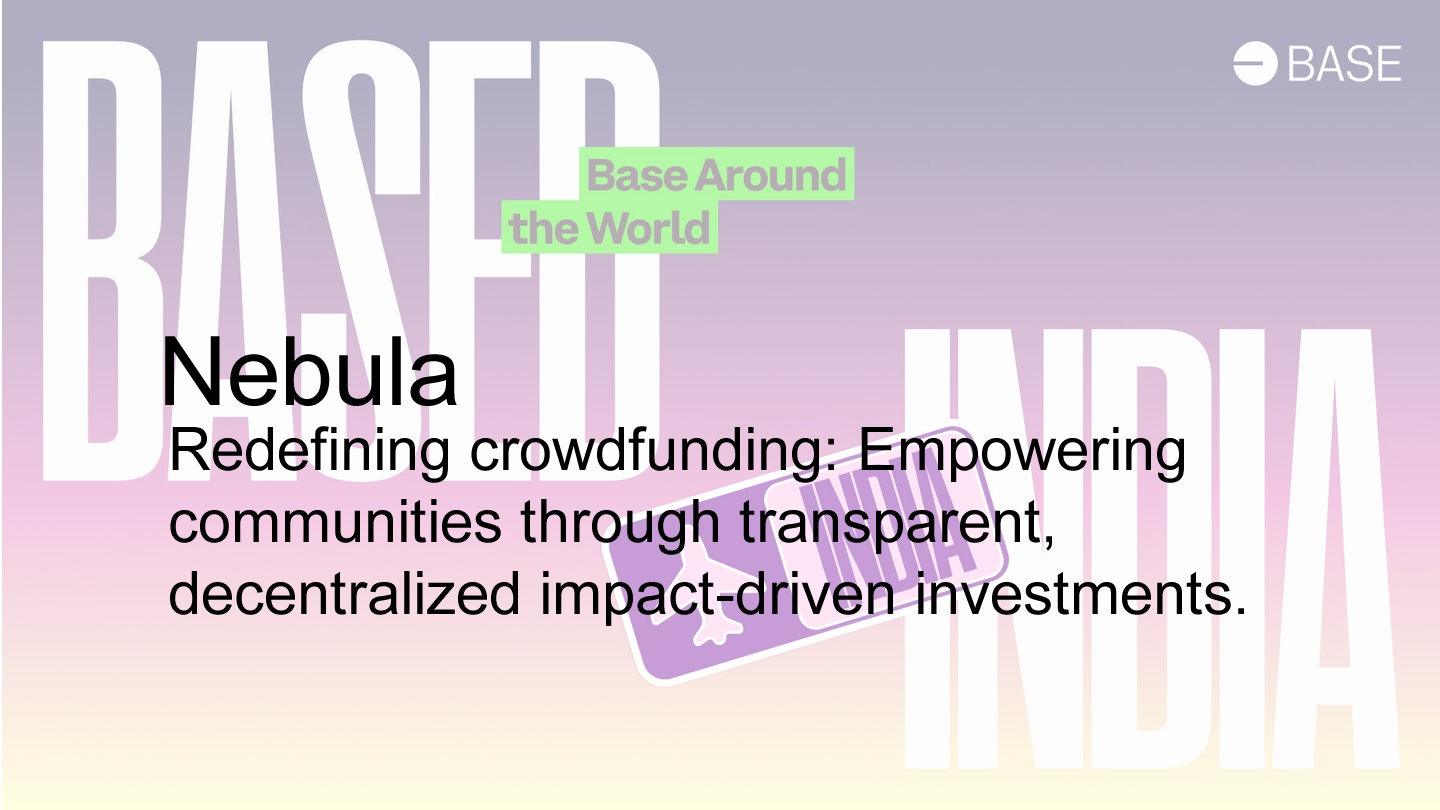 BASED
BASE
Base Around
the World
Nebula
INDIA
Redefining crowdfunding: Empowering
communities through transparent,
decentralized impact-driven investments.
INDIA